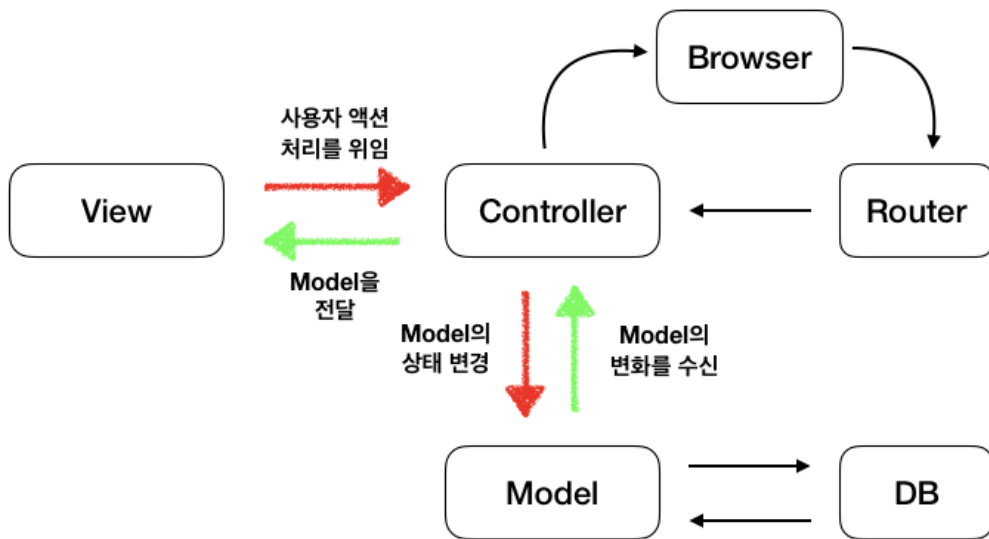 Browser
사용자 액션
처리를 위임
View
Controller
Router
Model을
전달
Model의
상태 변경
Model의
변화를 수신
Model
DB